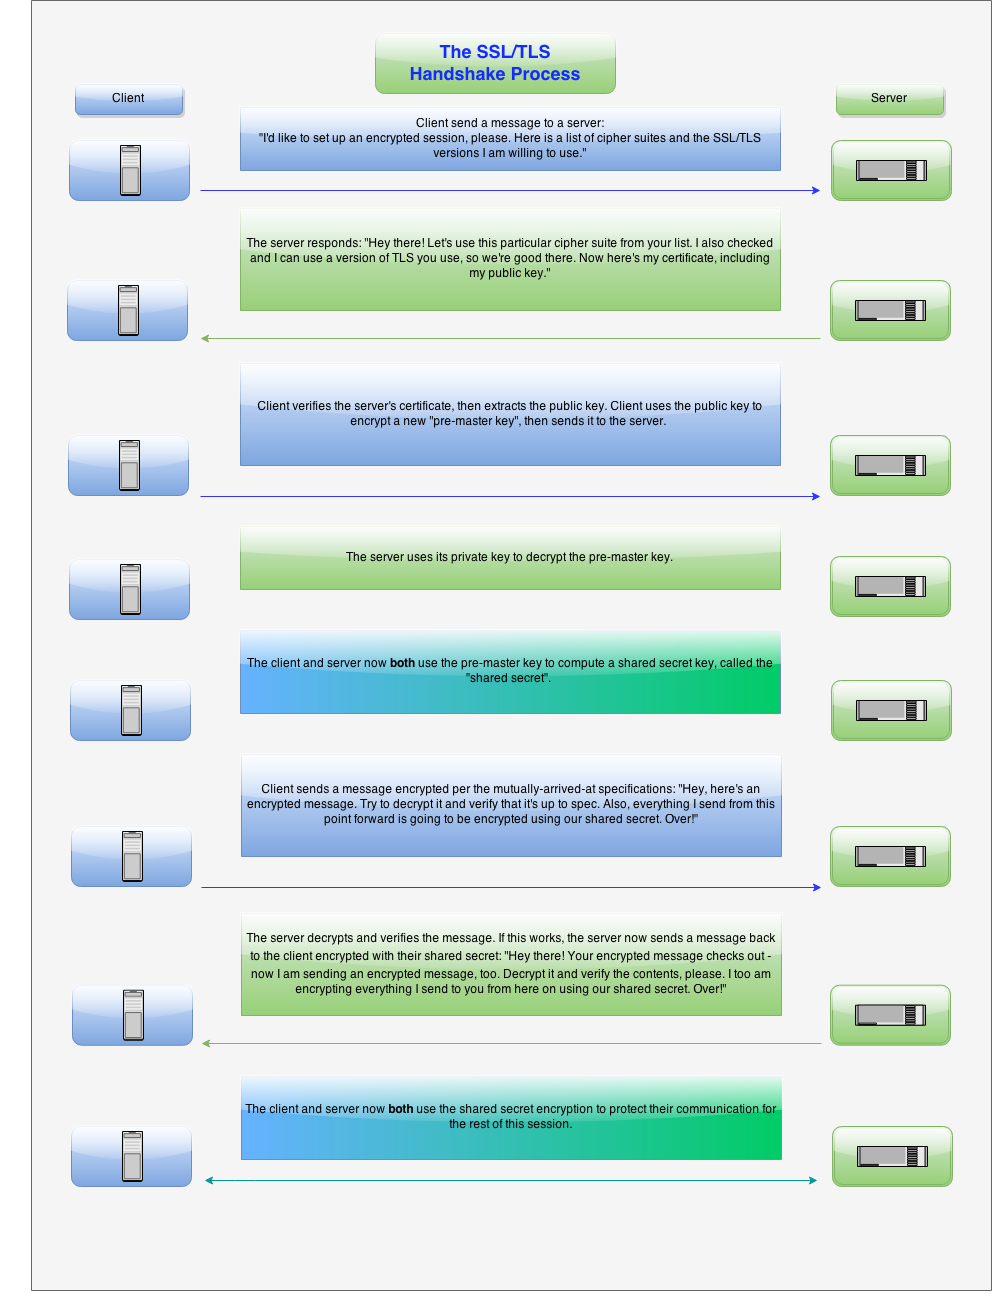 The SSL/TLS
Handshake Process
Client
Server
Client send a message to a server:
"I'd like to set up an encrypted session, please. Here is a list of cipher suites and the SSL/TLS
versions I am willing to use."
The server responds: "Hey there! Let's use this particular cipher suite from your list. I also checked
and I can use a version of TLS you use, so we're good there. Now here's my certificate, including
my public key."
Client verifies the server's certificate, then extracts the public key. Client uses the public key to
encrypt a new "pre-master key", then sends it to the server.
The server uses its private key to decrypt the pre-master key.
The client and server now both use the pre-master key to compute a shared secret key, called the
"shared secret".
Client sends a message encrypted per the mutually-arrived-at specifications: "Hey, here's an
encrypted message. Try to decrypt it and verify that it's up to spec. Also, everything I send from this
point forward is going to be encrypted using our shared secret. Over!"
The server decrypts and verifies the message. If this works, the server now sends a message back
to the client encrypted with their shared secret: "Hey there! Your encrypted message checks out -
now I am sending an encrypted message, too. Decrypt it and verify the contents, please. I too am
encrypting everything I send to you from here on using our shared secret. Over!"
The client and server now both use the shared secret encryption to protect their communication for
the rest of this session.